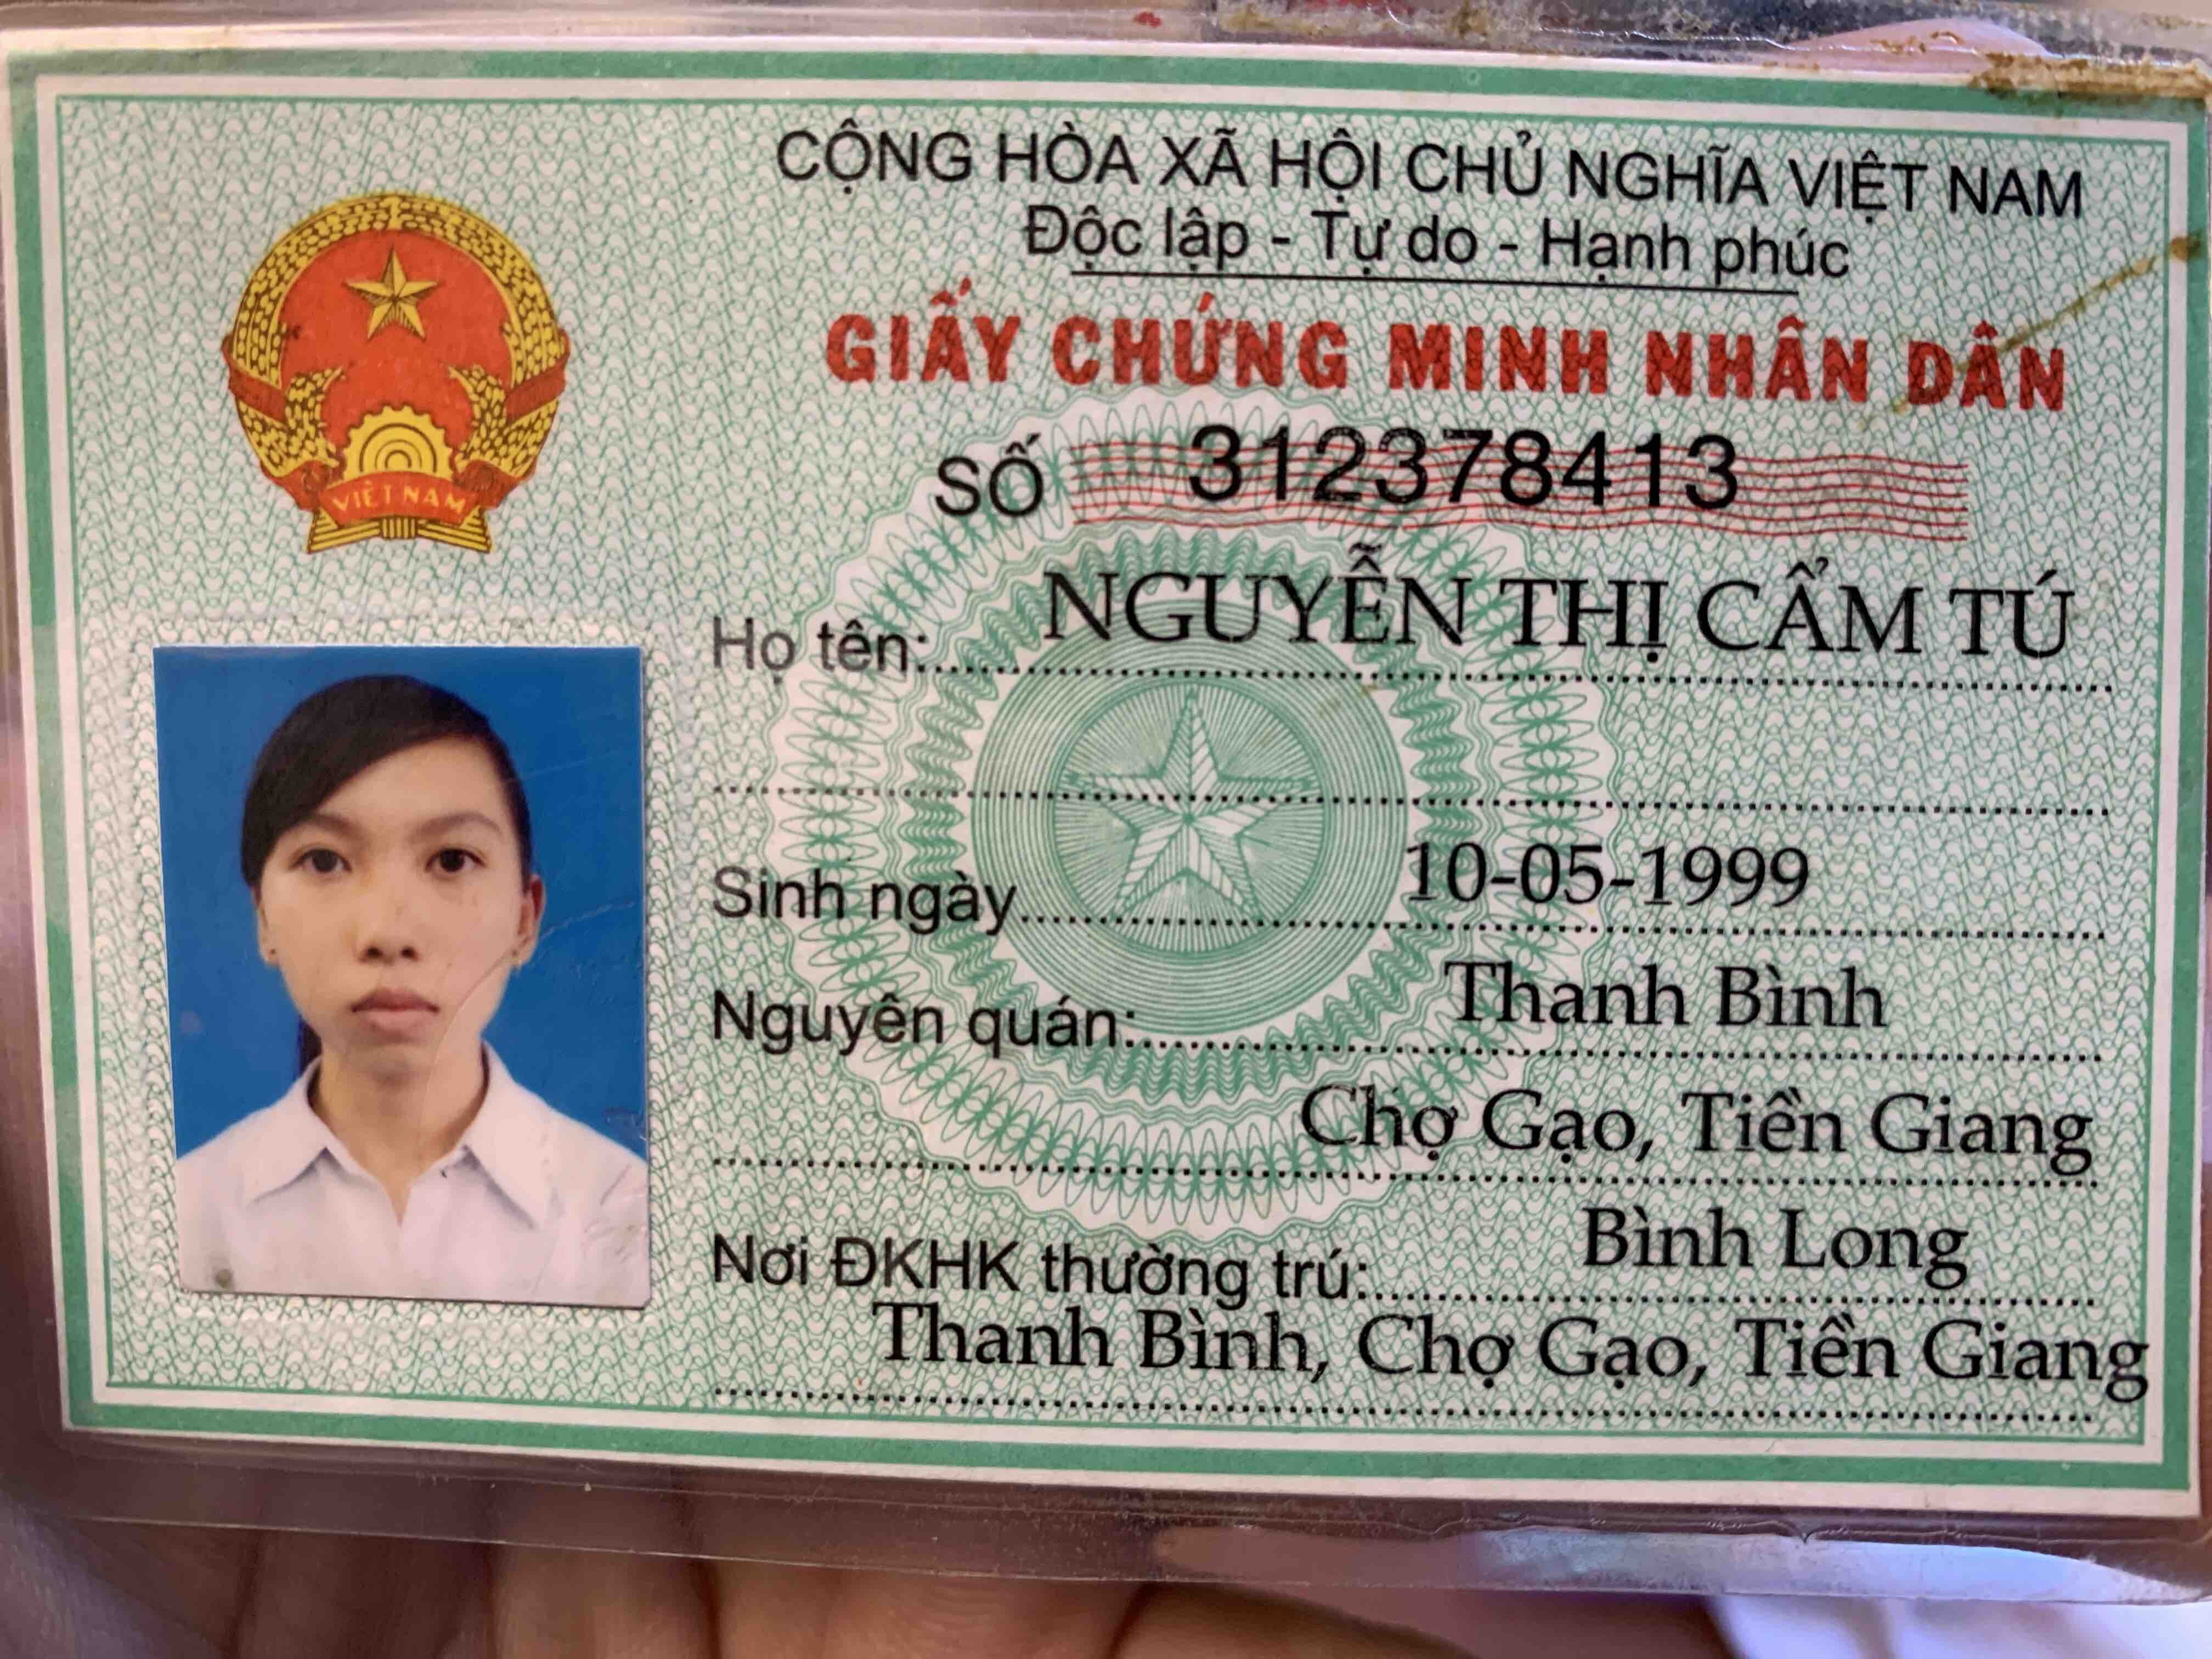 CỘNG HÒA XÃ HỘI CHỦ NGHĨA VIỆT NAM
Độc lập - Tự do - Hạnh phúc
GIẤY CHỨNG MINH NHÂN DÂN
SỐ 312378413
VIỆT NAM
Họ tên: NGUYỄN THỊ CẨM TÚ
Sinh ngày 10-05-1999
Nguyên quán: Thanh Bình
Chợ Gạo, Tiền Giang
Nơi ĐKHK thường trú: Bình Long
Thanh Bình, Chợ Gạo, Tiền Giang